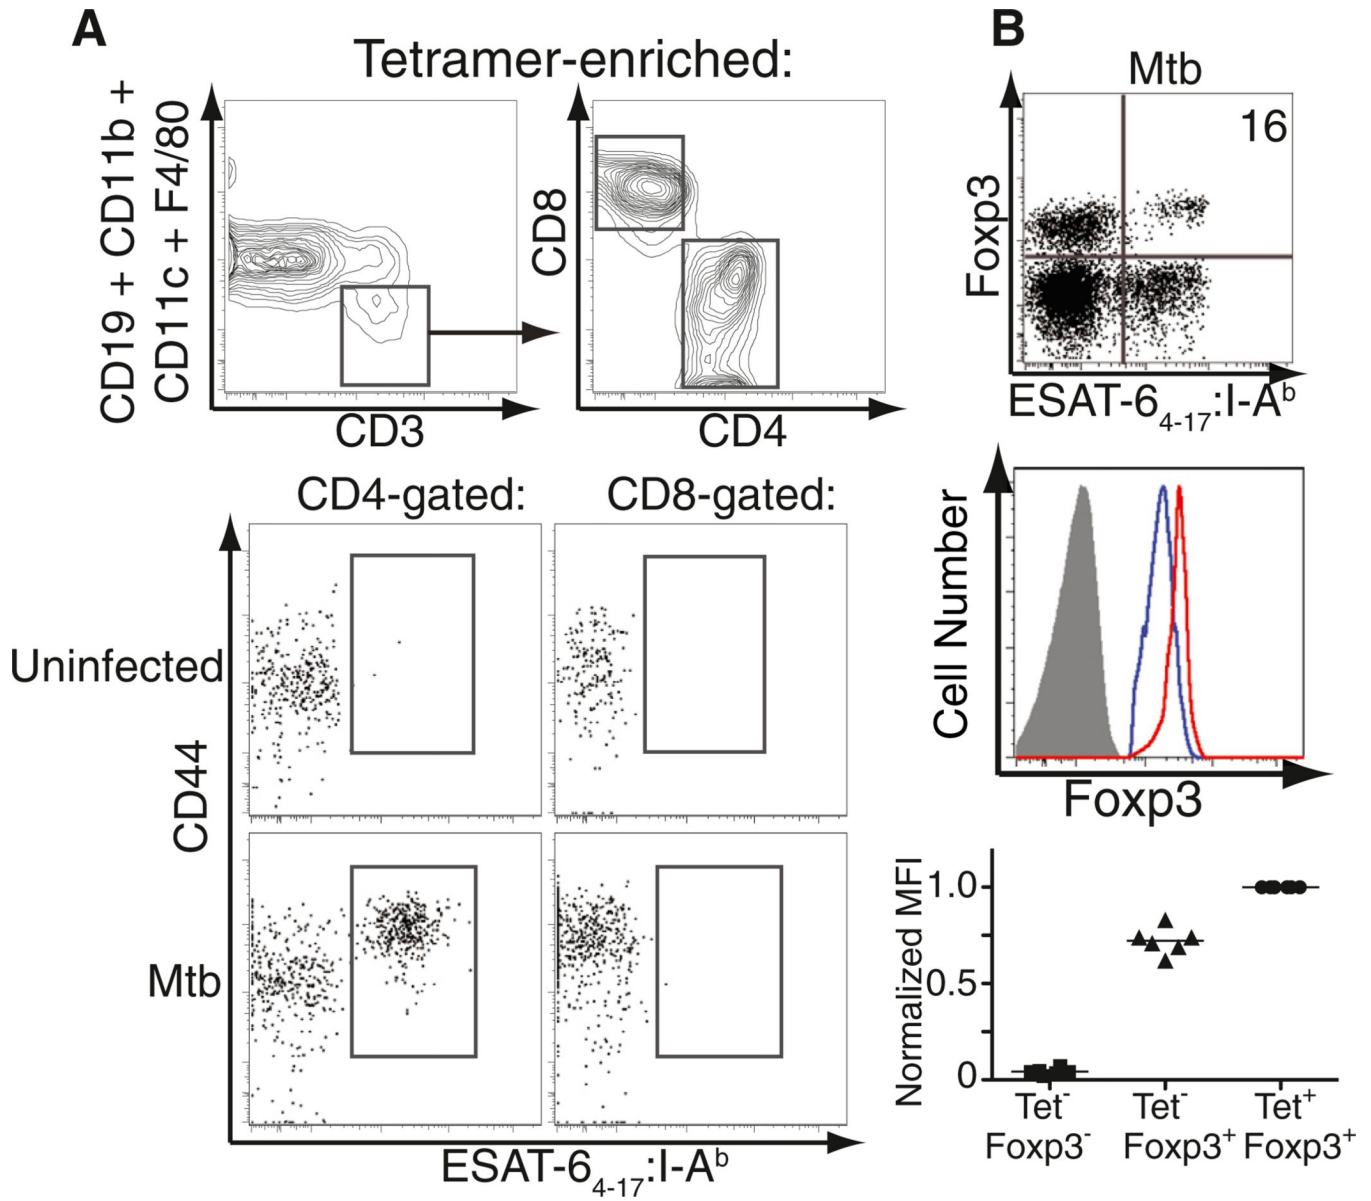 A
Tetramer-enriched:
CD19 + CD11b +
CD11c + F4/80
CD3
CD8
CD4
CD4-gated:
CD8-gated:
Uninfected
Mtb
CD44
ESAT-6₄₋₁₇:I-Aᵇ
B
Mtb
16
Foxp3
ESAT-6₄₋₁₇:I-Aᵇ
Cell Number
Foxp3
Normalized MFI
1.0
0.5
0
Tet⁻
Foxp3⁻
Tet⁻
Foxp3⁺
Tet⁺
Foxp3⁺